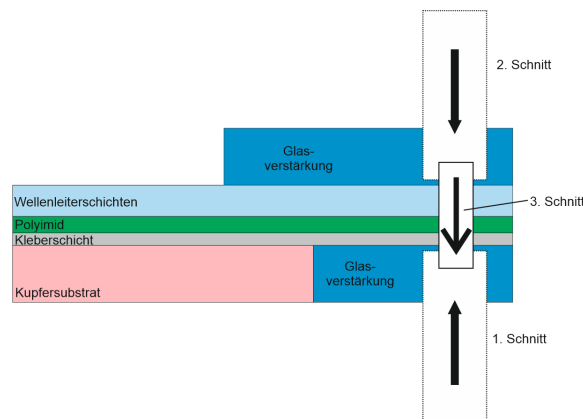 2. Schnitt
Glas-
verstärkung
Wellenleiterschichten
3. Schnitt
Polyimid
Kleberschicht
Glas-
verstärkung
Kupfersubstrat
1. Schnitt